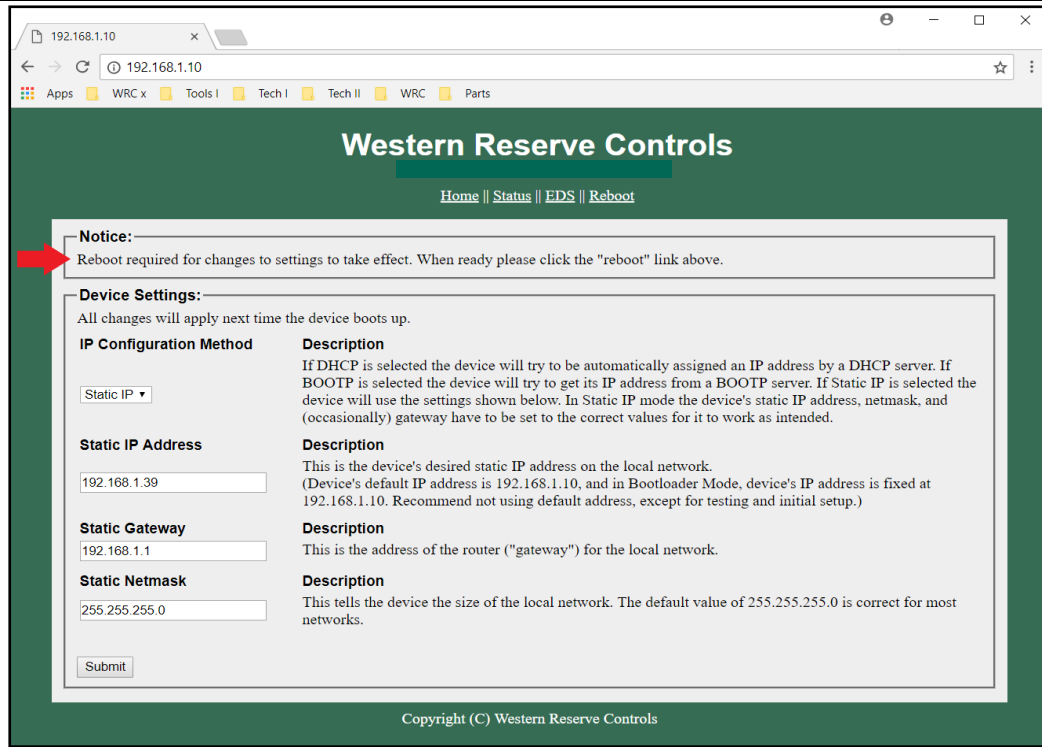 192.168.1.10
192.168.1.10
Apps WRC x Tools I Tech I Tech II WRC Parts
Western Reserve Controls
Home || Status || EDS || Reboot
Notice:
Reboot required for changes to settings to take effect. When ready please click the "reboot" link above.
Device Settings:
All changes will apply next time the device boots up.
IP Configuration Method Description
If DHCP is selected the device will try to be automatically assigned an IP address by a DHCP server. If
BOOTP is selected the device will try to get its IP address from a BOOTP server. If Static IP is selected the
Static IP device will use the settings shown below. In Static IP mode the device's static IP address, netmask, and
(occasionally) gateway have to be set to the correct values for it to work as intended.
Static IP Address Description
This is the device's desired static IP address on the local network.
192.168.1.39 (Device's default IP address is 192.168.1.10, and in Bootloader Mode, device's IP address is fixed at
192.168.1.10. Recommend not using default address, except for testing and initial setup.)
Static Gateway Description
192.168.1.1 This is the address of the router ("gateway") for the local network.
Static Netmask Description
255.255.255.0 This tells the device the size of the local network. The default value of 255.255.255.0 is correct for most
networks.
Submit
Copyright (C) Western Reserve Controls